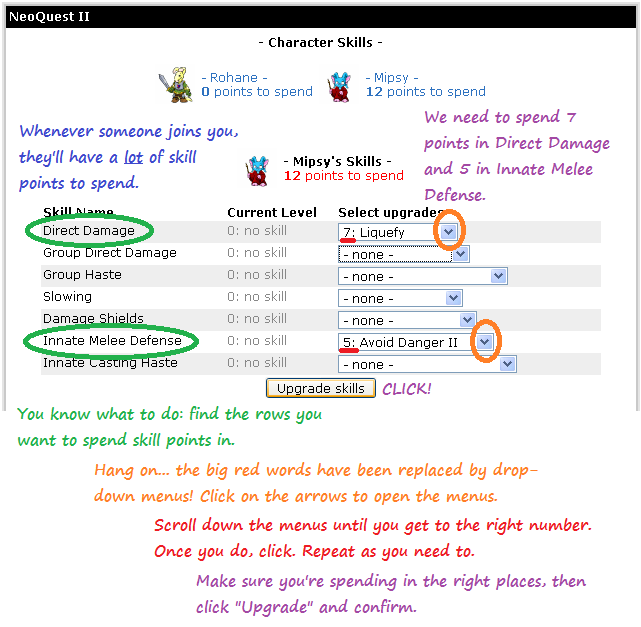 NeoQuest II
- Character Skills -
- Rohane -
0 points to spend
- Mipsy -
12 points to spend
Whenever someone joins you,
they'll have a lot of skill
points to spend.
We need to spend 7
points in Direct Damage
and 5 in Innate Melee
Defense.
- Mipsy's Skills -
12 points to spend
Skill Name Current Level Select upgrades
Direct Damage 0: no skill 7: Liquefy
Group Direct Damage 0: no skill - none -
Group Haste 0: no skill - none -
Slowing 0: no skill - none -
Damage Shields 0: no skill - none -
Innate Melee Defense 0: no skill 5: Avoid Danger II
Innate Casting Haste 0: no skill - none -
Upgrade skills CLICK!
You know what to do: find the rows you
want to spend skill points in.
Hang on... the big red words have been replaced by drop-
down menus! Click on the arrows to open the menus.
Scroll down the menus until you get to the right number.
Once you do, click. Repeat as you need to.
Make sure you're spending in the right places, then
click "Upgrade" and confirm.